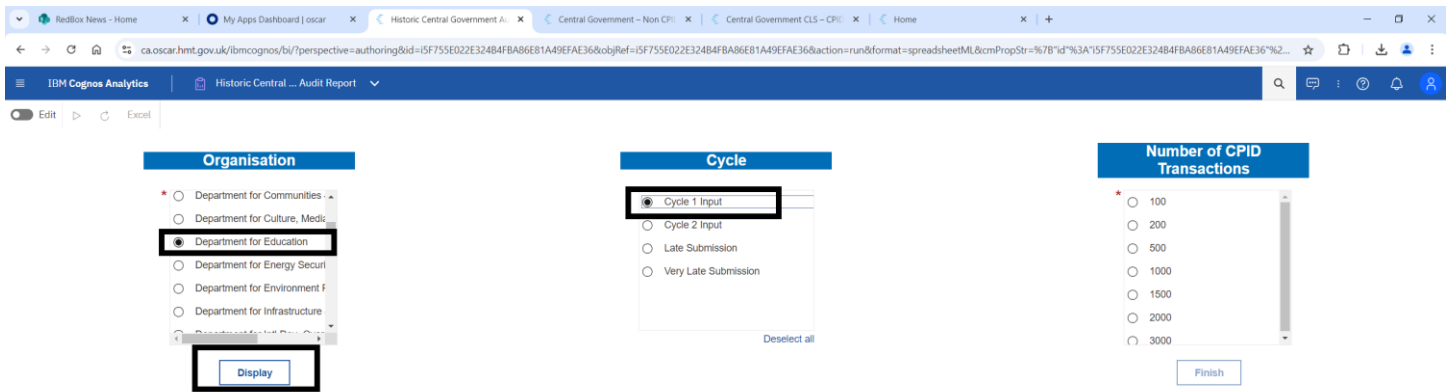 RedBox News - Home
My Apps Dashboard | oscar
Historic Central Government Au
Central Government – Non CPI
Central Government CLS – CPID
Home
ca.oscar.hmt.gov.uk/ibmcognos/bi/?perspective=authoring&id=i5F755E022E324B4FBA86E81A49EFAE36&objRef=i5F755E022E324B4FBA86E81A49EFAE36&action=run&format=spreadsheetML&cmPropStr=%7B"id"%3A"i5F755E022E324B4FBA86E81A49EFAE36"%2...
IBM Cognos Analytics
Historic Central ... Audit Report
Edit
Excel
Organisation
* Department for Communities
Department for Culture, Media
Department for Education
Department for Energy Securi
Department for Environment F
Department for Infrastructure
Display
Cycle
Cycle 1 Input
Cycle 2 Input
Late Submission
Very Late Submission
Deselect all
Number of CPID
Transactions
* 100
200
500
1000
1500
2000
3000
Finish